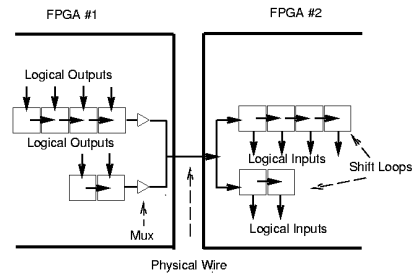 FPGA #1
FPGA #2
Logical Outputs
Logical Outputs
Logical Inputs
Shift Loops
Mux
Logical Inputs
Physical Wire